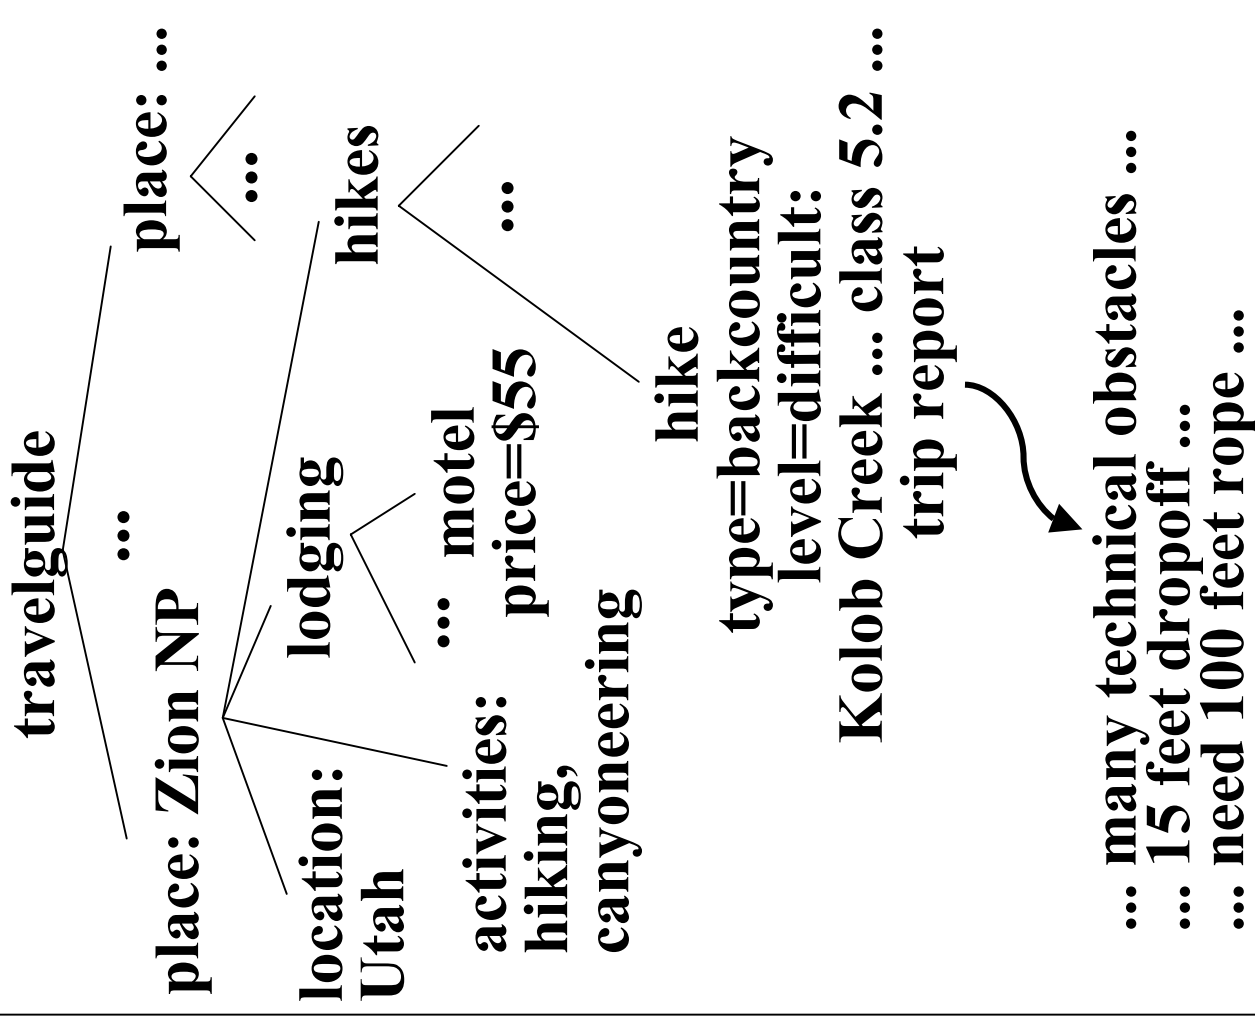 travelguide
place: Zion NP
...
place: ...
...
location:
Utah
lodging
hikes
activities:
hiking,
canyoneering
...
motel
price=$55
...
hike
type=backcountry
level=difficult:
Kolob Creek ... class 5.2 ...
trip report
... many technical obstacles ...
... 15 feet dropoff ...
... need 100 feet rope ...